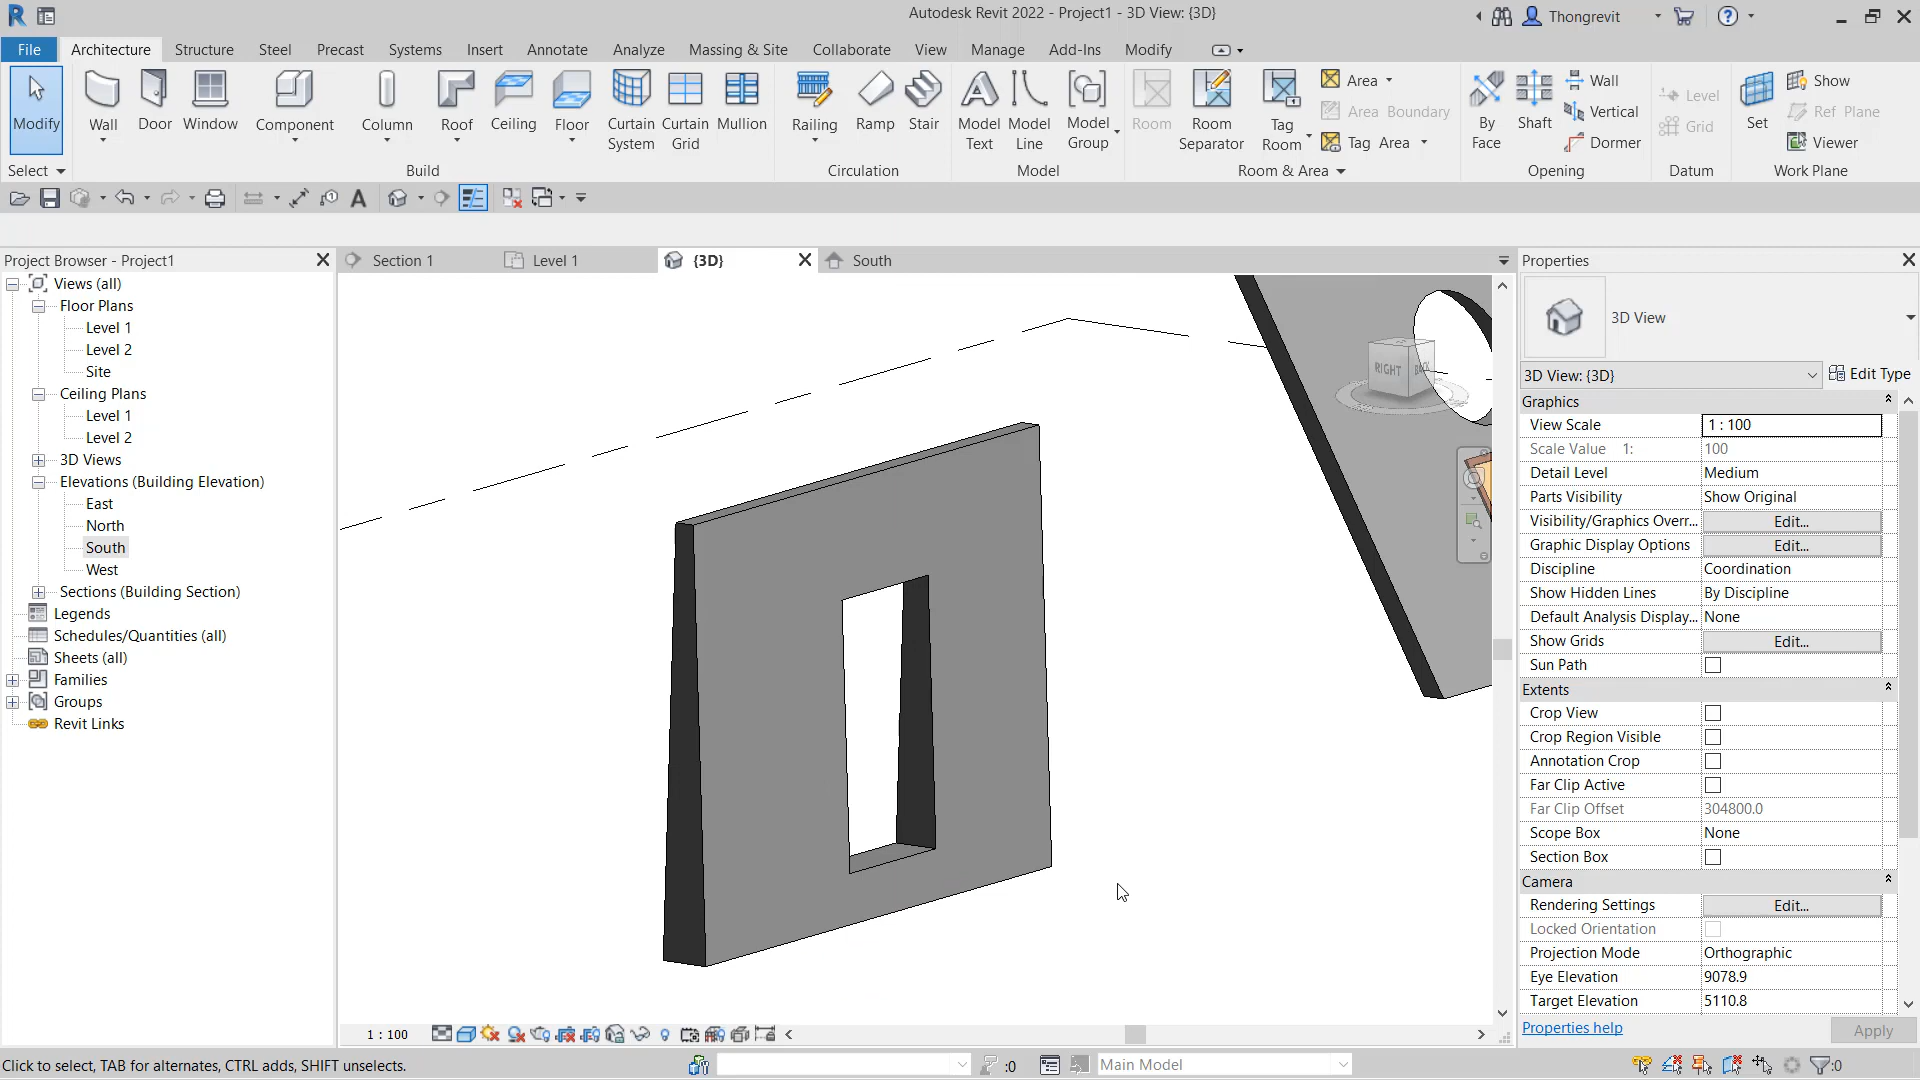 Autodesk Revit 2022 - Project1 - 3D View: {3D}
Thongrevit
File Architecture Structure Steel Precast Systems Insert Annotate Analyze Massing & Site Collaborate View Manage Add-Ins Modify
Modify Wall Door Window Component Column Roof Ceiling Floor Curtain System Curtain Grid Mullion Railing Ramp Stair Model Text Model Line Model Group Room Room Separator Tag Room Area Area Boundary Tag Area By Face Shaft Wall Vertical Dormer Level Grid Set Show Ref Plane Viewer
Select Build Circulation Model Room & Area Opening Datum Work Plane
Project Browser - Project1
Section 1 Level 1 {3D} South
Properties
Views (all)
Floor Plans
Level 1
Level 2
Site
Ceiling Plans
Level 1
Level 2
3D Views
Elevations (Building Elevation)
East
North
South
West
Sections (Building Section)
Legends
Schedules/Quantities (all)
Sheets (all)
Families
Groups
Revit Links
RIGHT
3D View
3D View: {3D} Edit Type
Graphics
View Scale 1 : 100
Scale Value 1: 100
Detail Level Medium
Parts Visibility Show Original
Visibility/Graphics Overr... Edit...
Graphic Display Options Edit...
Discipline Coordination
Show Hidden Lines By Discipline
Default Analysis Display... None
Show Grids Edit...
Sun Path
Extents
Crop View
Crop Region Visible
Annotation Crop
Far Clip Active
Far Clip Offset 304800.0
Scope Box None
Section Box
Camera
Rendering Settings Edit...
Locked Orientation
Projection Mode Orthographic
Eye Elevation 9078.9
Target Elevation 5110.8
Properties help Apply
1 : 100
Click to select, TAB for alternates, CTRL adds, SHIFT unselects.
:0 Main Model :0